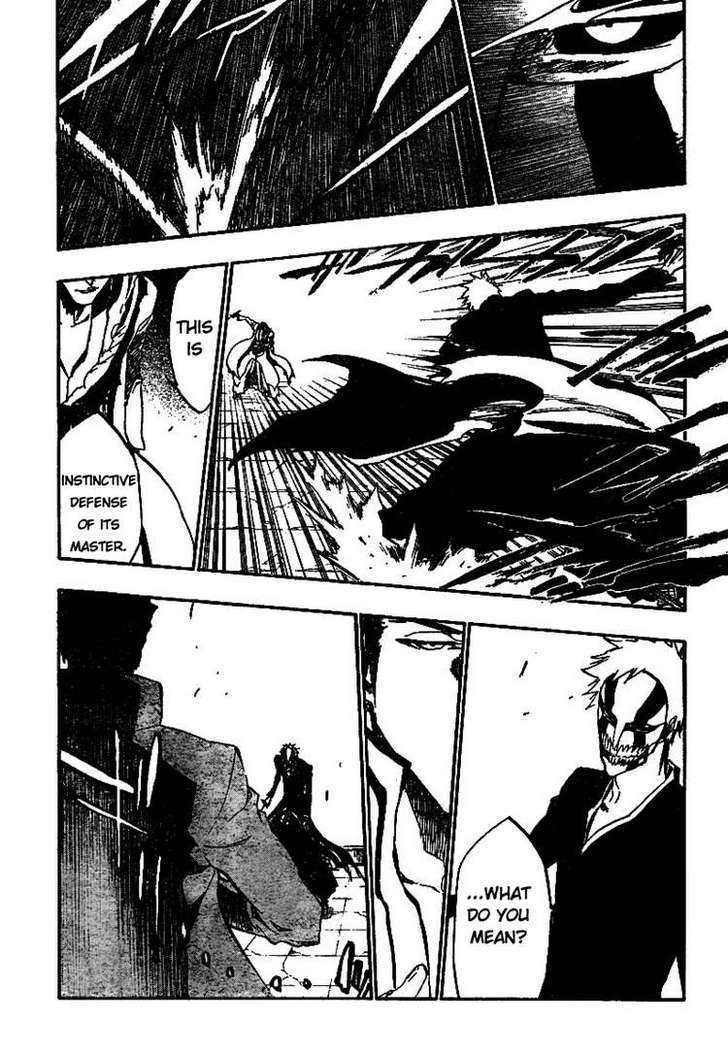 THIS
IS
INSTINCTIVE
DEFENSE
OF ITS
MASTER.
...WHAT
DO YOU
MEAN?